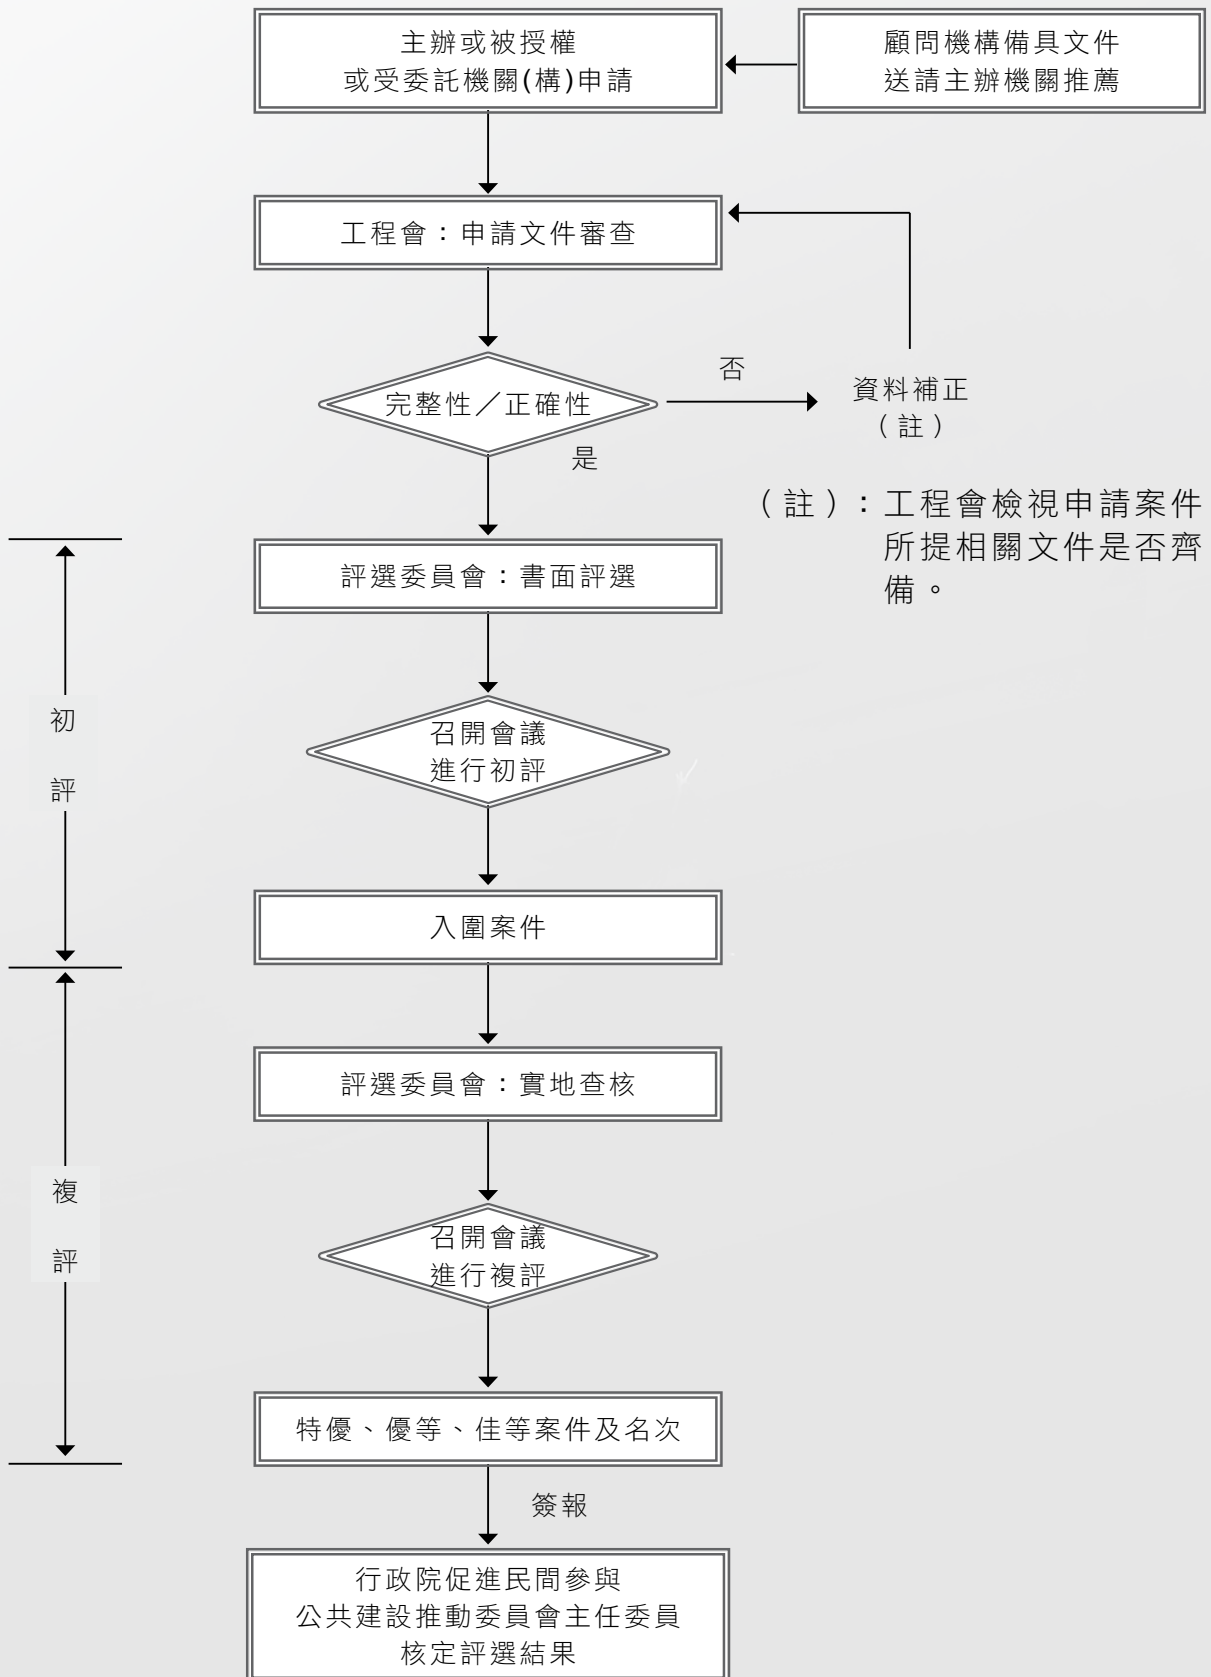 主辦或被授權
或受委託機關(構)申請
顧問機構備具文件
送請主辦機關推薦
工程會：申請文件審查
完整性／正確性
否
資料補正
（註）
是
（註）：工程會檢視申請案件
所提相關文件是否齊
備。
評選委員會：書面評選
初
評
召開會議
進行初評
入圍案件
評選委員會：實地查核
複
評
召開會議
進行複評
特優、優等、佳等案件及名次
簽報
行政院促進民間參與
公共建設推動委員會主任委員
核定評選結果